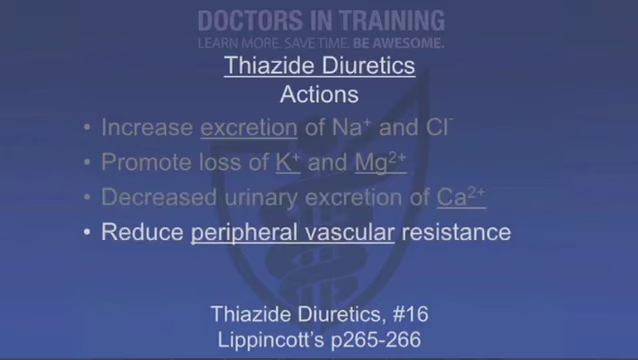 DOCTORS IN TRAINING
LEARN MORE. SAVE TIME. BE AWESOME.
Thiazide Diuretics
Actions
• Increase excretion of Na⁺ and Cl⁻
• Promote loss of K⁺ and Mg²⁺
• Decreased urinary excretion of Ca²⁺
• Reduce peripheral vascular resistance
Thiazide Diuretics, #16
Lippincott's p265-266